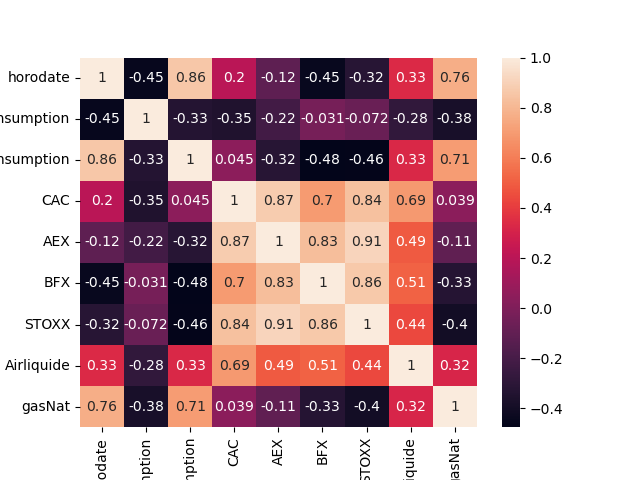 horodate 1 -0.45 0.86 0.2 -0.12 -0.45 -0.32 0.33 0.76
nsumption -0.45 1 -0.33 -0.35 -0.22 -0.031 -0.072 -0.28 -0.38
nsumption 0.86 -0.33 1 0.045 -0.32 -0.48 -0.46 0.33 0.71
CAC 0.2 -0.35 0.045 1 0.87 0.7 0.84 0.69 0.039
AEX -0.12 -0.22 -0.32 0.87 1 0.83 0.91 0.49 -0.11
BFX -0.45 -0.031 -0.48 0.7 0.83 1 0.86 0.51 -0.33
STOXX -0.32 -0.072 -0.46 0.84 0.91 0.86 1 0.44 -0.4
Airliquide 0.33 -0.28 0.33 0.69 0.49 0.51 0.44 1 0.32
gasNat 0.76 -0.38 0.71 0.039 -0.11 -0.33 -0.4 0.32 1
rodate mption mption CAC AEX BFX STOXX iquide gasNat
1.0
0.8
0.6
0.4
0.2
0.0
−0.2
−0.4